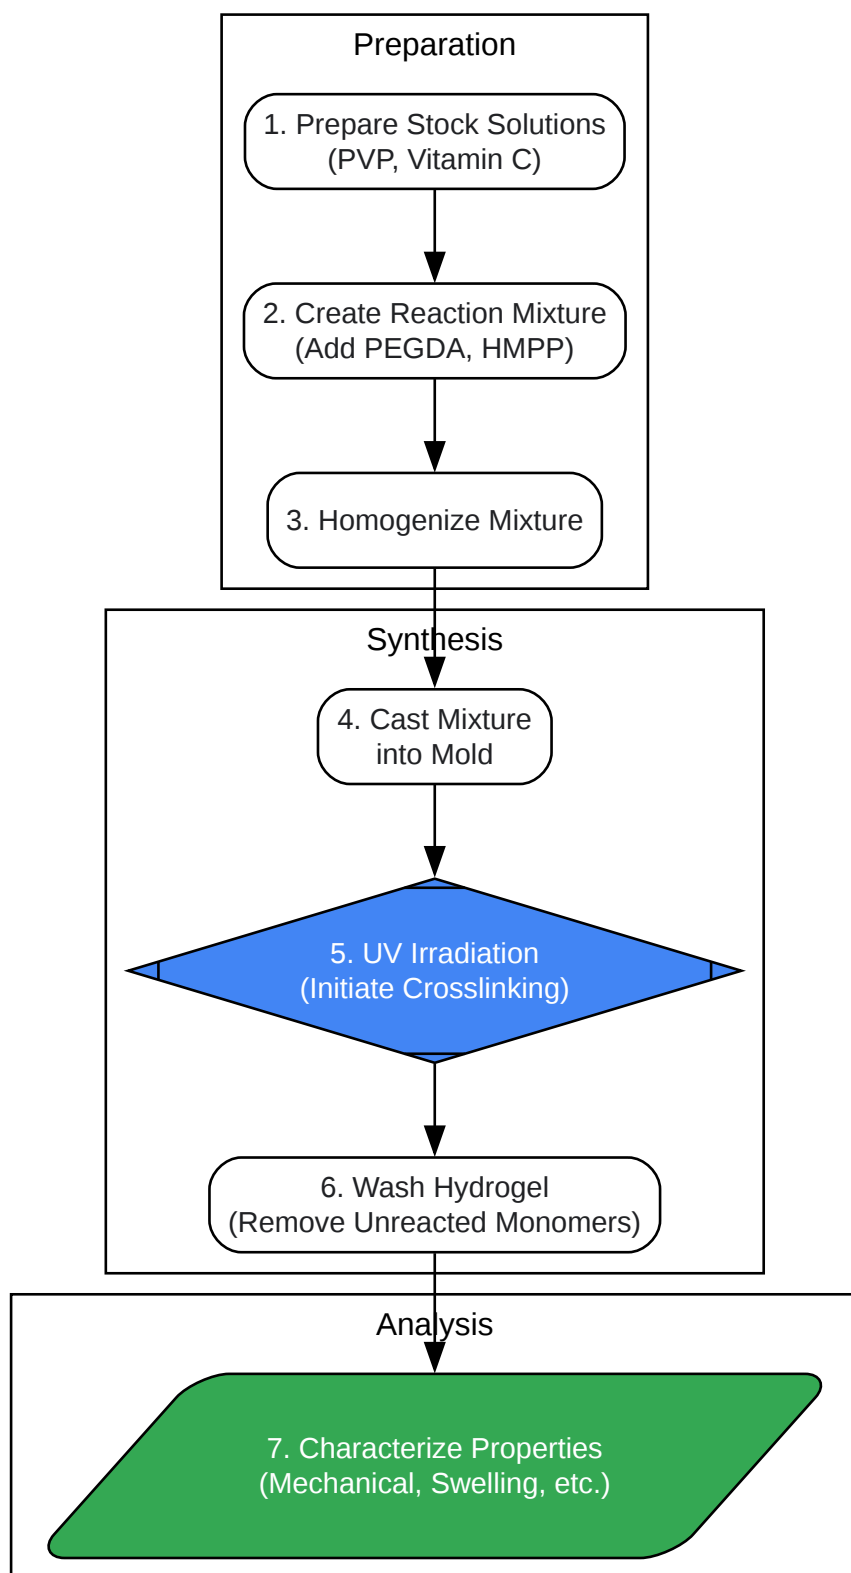 Preparation
1. Prepare Stock Solutions
(PVP, Vitamin C)
2. Create Reaction Mixture
(Add PEGDA, HMPP)
3. Homogenize Mixture
Synthesis
4. Cast Mixture
into Mold
5. UV Irradiation
(Initiate Crosslinking)
6. Wash Hydrogel
(Remove Unreacted Monomers)
Analysis
7. Characterize Properties
(Mechanical, Swelling, etc.)